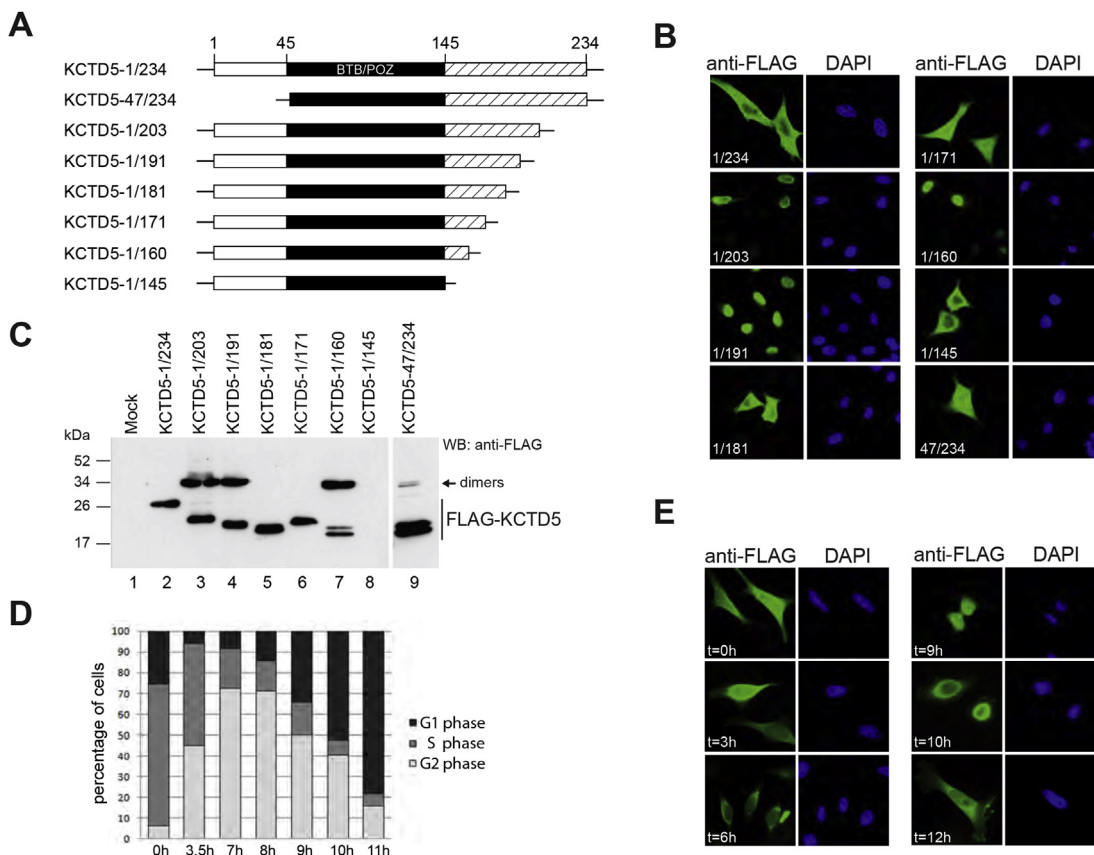 A
1 45 145 234
KCTD5-1/234
BTB/POZ
KCTD5-47/234
KCTD5-1/203
KCTD5-1/191
KCTD5-1/181
KCTD5-1/171
KCTD5-1/160
KCTD5-1/145
B
anti-FLAG DAPI anti-FLAG DAPI
1/234 1/171
1/203 1/160
1/191 1/145
1/181 47/234
C
Mock
KCTD5-1/234
KCTD5-1/203
KCTD5-1/191
KCTD5-1/181
KCTD5-1/171
KCTD5-1/160
KCTD5-1/145
KCTD5-47/234
kDa
WB: anti-FLAG
52
34
dimers
26
FLAG-KCTD5
17
1 2 3 4 5 6 7 8 9
D
percentage of cells
100
90
80
70
60
50
40
30
20
10
0
G1 phase
S phase
G2 phase
0h 3,5h 7h 8h 9h 10h 11h
E
anti-FLAG DAPI anti-FLAG DAPI
t=0h t=9h
t=3h t=10h
t=6h t=12h